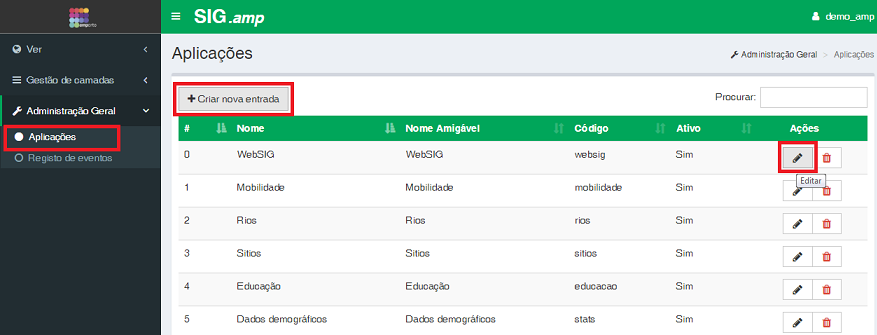 SIG.amp
demo_amp
Ver
Gestão de camadas
Administração Geral
Aplicações
Registo de eventos
Aplicações
Administração Geral > Aplicações
Criar nova entrada
Procurar:
# Nome Nome Amigável Código Ativo Ações
0 WebSIG WebSIG websig Sim
Editar
1 Mobilidade Mobilidade mobilidade Sim
2 Rios Rios rios Sim
3 Sitios Sitios sitios Sim
4 Educação Educação educacao Sim
5 Dados demográficos Dados demográficos stats Sim